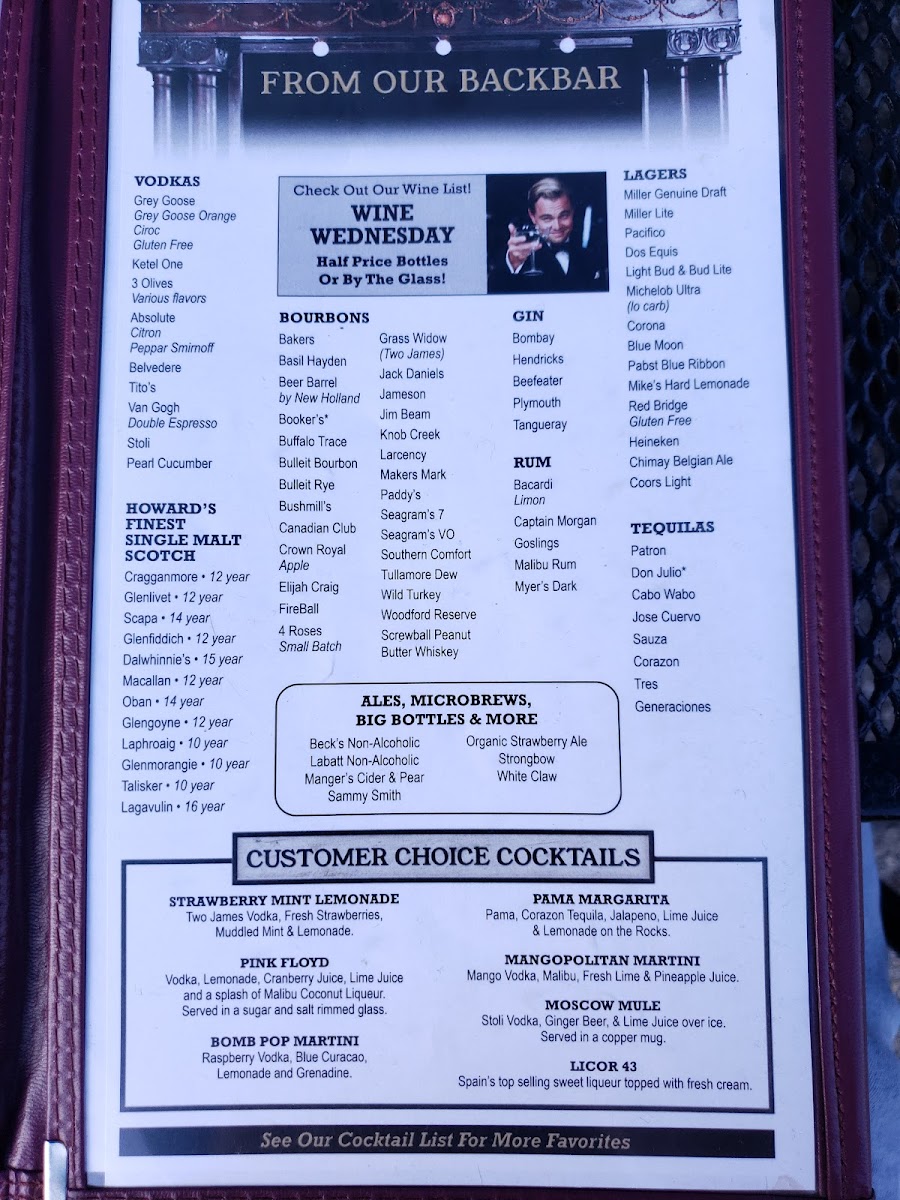 FROM OUR BACKBAR
VODKAS
Grey Goose
Grey Goose Orange
Ciroc
Gluten Free
Ketel One
3 Olives
Various flavors
Absolute
Citron
Peppar Smirnoff
Belvedere
Tito's
Van Gogh
Double Espresso
Stoli
Pearl Cucumber
HOWARD'S
FINEST
SINGLE MALT
SCOTCH
Cragganmore • 12 year
Glenlivet • 12 year
Scapa • 14 year
Glenfiddich • 12 year
Dalwhinnie's • 15 year
Macallan • 12 year
Oban • 14 year
Glengoyne • 12 year
Laphroaig • 10 year
Glenmorangie • 10 year
Talisker • 10 year
Lagavulin • 16 year
Check Out Our Wine List!
WINE
WEDNESDAY
Half Price Bottles
Or By The Glass!
BOURBONS
Bakers
Basil Hayden
Beer Barrel
by New Holland
Booker's*
Buffalo Trace
Bulleit Bourbon
Bulleit Rye
Bushmill's
Canadian Club
Crown Royal
Apple
Elijah Craig
FireBall
4 Roses
Small Batch
Grass Widow
(Two James)
Jack Daniels
Jameson
Jim Beam
Knob Creek
Larcency
Makers Mark
Paddy's
Seagram's 7
Seagram's VO
Southern Comfort
Tullamore Dew
Wild Turkey
Woodford Reserve
Screwball Peanut
Butter Whiskey
GIN
Bombay
Hendricks
Beefeater
Plymouth
Tangueray
RUM
Bacardi
Limon
Captain Morgan
Goslings
Malibu Rum
Myer's Dark
LAGERS
Miller Genuine Draft
Miller Lite
Pacifico
Dos Equis
Light Bud & Bud Lite
Michelob Ultra
(lo carb)
Corona
Blue Moon
Pabst Blue Ribbon
Mike's Hard Lemonade
Red Bridge
Gluten Free
Heineken
Chimay Belgian Ale
Coors Light
TEQUILAS
Patron
Don Julio*
Cabo Wabo
Jose Cuervo
Sauza
Corazon
Tres
Generaciones
ALES, MICROBREWS,
BIG BOTTLES & MORE
Beck's Non-Alcoholic
Labatt Non-Alcoholic
Manger's Cider & Pear
Sammy Smith
Organic Strawberry Ale
Strongbow
White Claw
CUSTOMER CHOICE COCKTAILS
STRAWBERRY MINT LEMONADE
Two James Vodka, Fresh Strawberries,
Muddled Mint & Lemonade.
PINK FLOYD
Vodka, Lemonade, Cranberry Juice, Lime Juice
and a splash of Malibu Coconut Liqueur.
Served in a sugar and salt rimmed glass.
BOMB POP MARTINI
Raspberry Vodka, Blue Curacao,
Lemonade and Grenadine.
PAMA MARGARITA
Pama, Corazon Tequila, Jalapeno, Lime Juice
& Lemonade on the Rocks.
MANGOPOLITAN MARTINI
Mango Vodka, Malibu, Fresh Lime & Pineapple Juice.
MOSCOW MULE
Stoli Vodka, Ginger Beer, & Lime Juice over ice.
Served in a copper mug.
LICOR 43
Spain's top selling sweet liqueur topped with fresh cream.
See Our Cocktail List For More Favorites